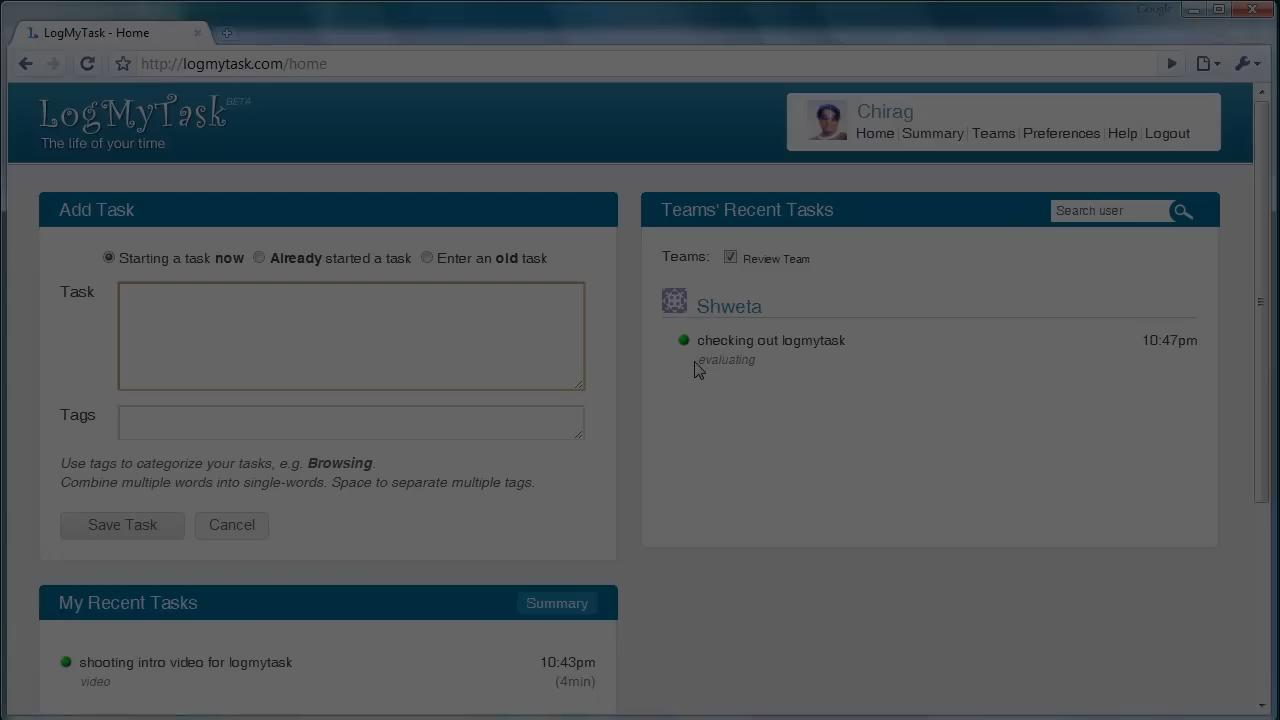 Google
LogMyTask - Home
http://logmytask.com/home
LogMyTask BETA
The life of your time
Chirag
Home Summary Teams Preferences Help Logout
Add Task
Starting a task now Already started a task Enter an old task
Task
Tags
Use tags to categorize your tasks, e.g. Browsing.
Combine multiple words into single-words. Space to separate multiple tags.
Save Task Cancel
Teams' Recent Tasks Search user
Teams: Review Team
Shweta
checking out logmytask 10:47pm
evaluating
My Recent Tasks Summary
shooting intro video for logmytask 10:43pm
video (4min)